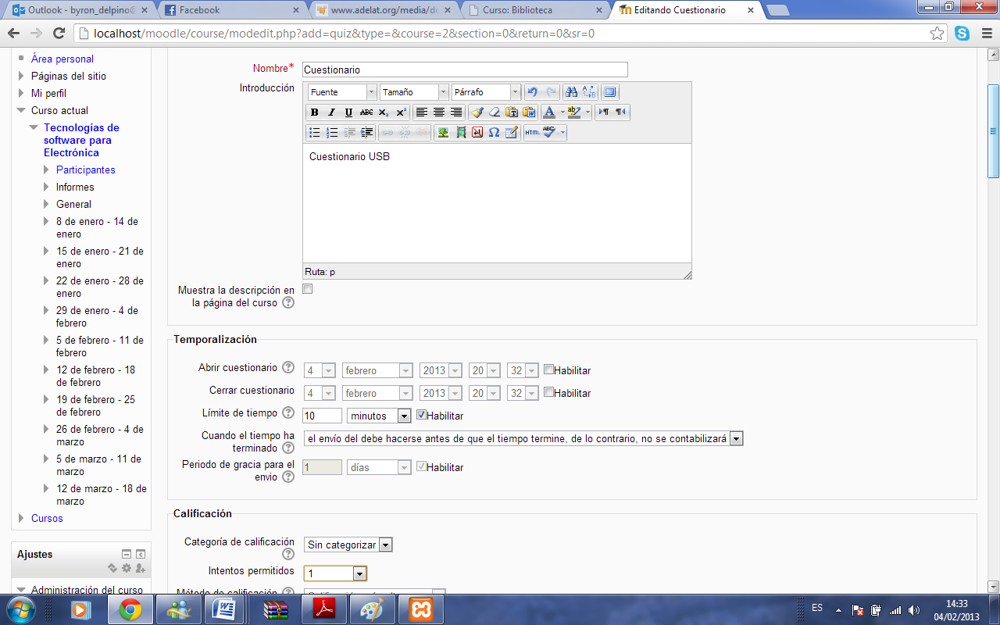 Outlook - byron_delpino@
Facebook
www.adelat.org/media/d
Curso: Biblioteca
Editando Cuestionario
localhost/moodle/course/modedit.php?add=quiz&type=&course=2&section=0&return=0&sr=0
Área personal
Páginas del sitio
Mi perfil
Curso actual
Tecnologías de
software para
Electrónica
Participantes
Informes
General
8 de enero - 14 de
enero
15 de enero - 21 de
enero
22 de enero - 28 de
enero
29 de enero - 4 de
febrero
5 de febrero - 11 de
febrero
12 de febrero - 18
de febrero
19 de febrero - 25
de febrero
26 de febrero - 4 de
marzo
5 de marzo - 11 de
marzo
12 de marzo - 18 de
marzo
Cursos
Ajustes
Administración del curso
Nombre*
Cuestionario
Introducción
Fuente Tamaño Párrafo
B I U ABC X₂ X²
HTML ABC
Cuestionario USB
Ruta: p
Muestra la descripción en
la página del curso
Temporalización
Abrir cuestionario 4 febrero 2013 20 32 Habilitar
Cerrar cuestionario 4 febrero 2013 20 32 Habilitar
Límite de tiempo 10 minutos Habilitar
Cuando el tiempo ha
terminado
el envío del debe hacerse antes de que el tiempo termine, de lo contrario, no se contabilizará
Periodo de gracia para el
envio
1 días Habilitar
Calificación
Categoría de calificación
Sin categorizar
Intentos permitidos 1
Método de calificación
ES
14:33
04/02/2013